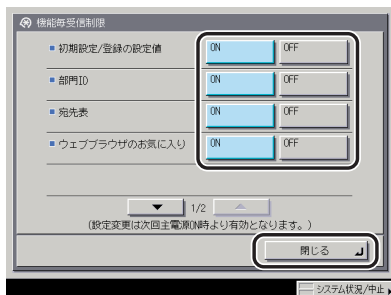 機能毎受信制限
■ 初期設定/登録の設定値 ON OFF
■ 部門ID ON OFF
■ 宛先表 ON OFF
■ ウェブブラウザのお気に入り ON OFF
▼ 1/2 ▲
(設定変更は次回主電源ON時より有効となります。)
閉じる
システム状況/中止